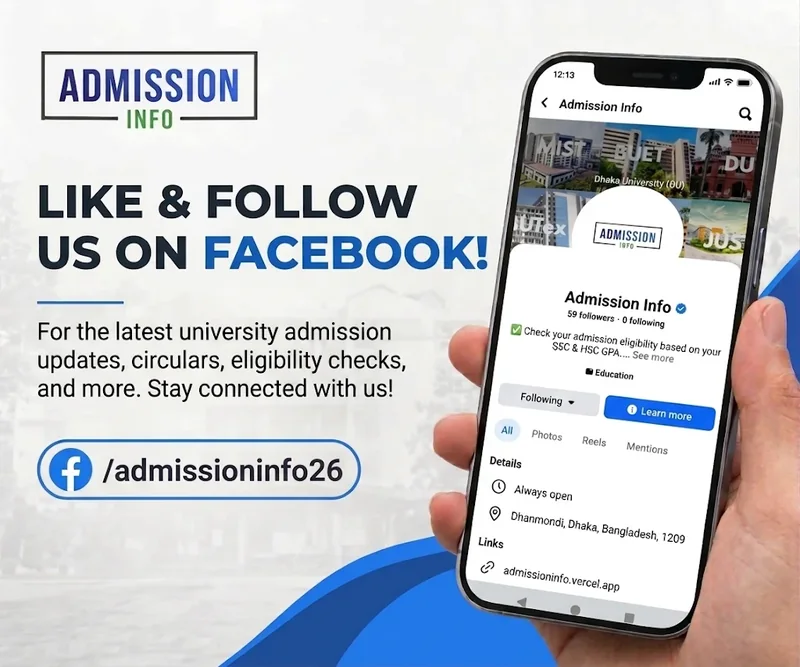 ADMISSION
INFO
LIKE & FOLLOW
US ON FACEBOOK!
For the latest university admission
updates, circulars, eligibility checks,
and more. Stay connected with us!
/admissioninfo26
12:13
Admission Info
MIST
BUET
DU
Dhaka University (DU)
UTex
JUS
ADMISSION
INFO
Admission Info
59 followers · 0 following
✅ Check your admission eligibility based on your
SSC & HSC GPA.... See more
Education
Following
Learn more
All Photos Reels Mentions
Details
Always open
Dhanmondi, Dhaka, Bangladesh, 1209
Links
admissioninfo.vercel.app